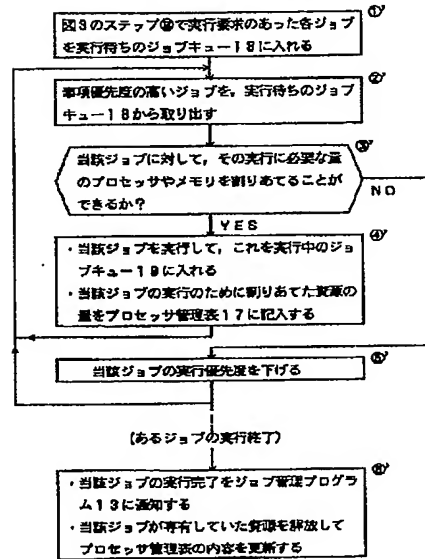 ①'
図3のステップ⑩で実行要求のあった各ジョブ
を実行待ちのジョブキュー18に入れる
②'
事項優先度の高いジョブを，実行待ちのジョブ
キュー18から取り出す
③'
当該ジョブに対して，その実行に必要な量
のプロセッサやメモリを割りあてることが
できるか？
NO
YES
④'
・当該ジョブを実行して，これを実行中のジョ
ブキュー19に入れる
・当該ジョブの実行のために割りあてた資源の
量をプロセッサ管理表17に記入する
⑤'
当該ジョブの実行優先度を下げる
(あるジョブの実行終了)
⑥'
・当該ジョブの実行完了をジョブ管理プログラ
ム13に通知する
・当該ジョブが専有していた資源を解放して
プロセッサ管理表の内容を更新する